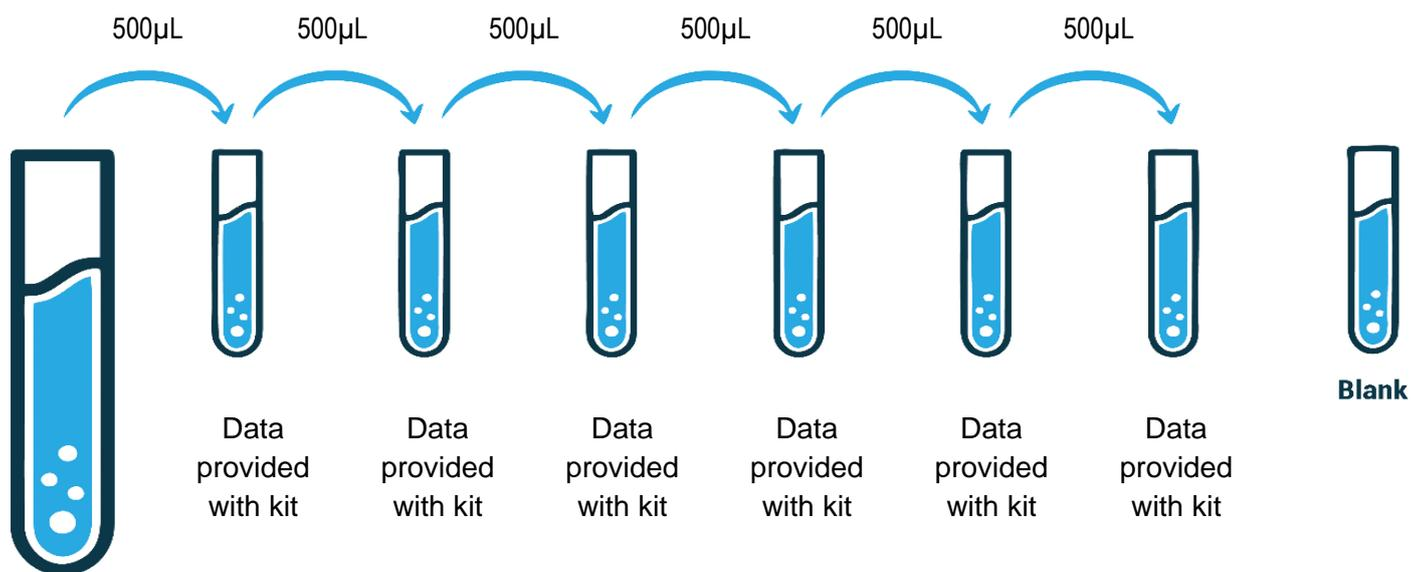 500µL 500µL 500µL 500µL 500µL 500µL
Blank
Data Data Data Data Data Data
provided provided provided provided provided provided
with kit with kit with kit with kit with kit with kit